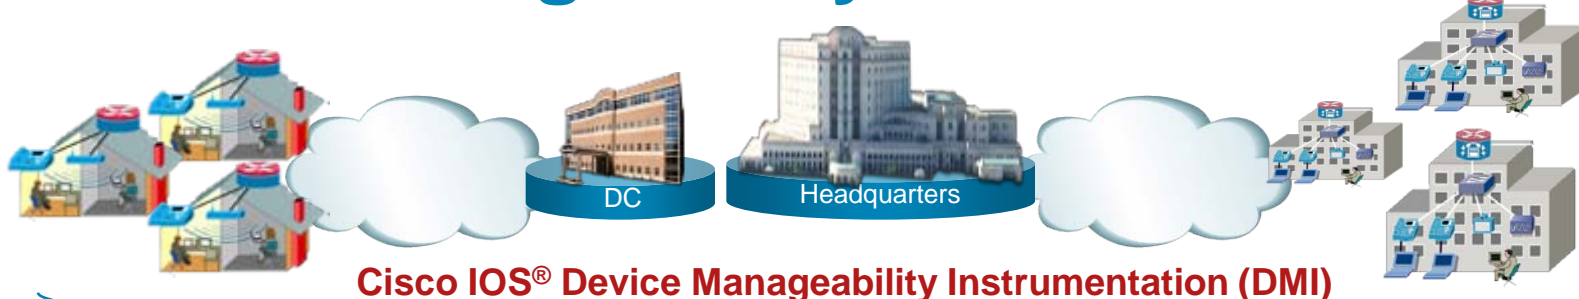 DC
Headquarters
Cisco IOS® Device Manageability Instrumentation (DMI)